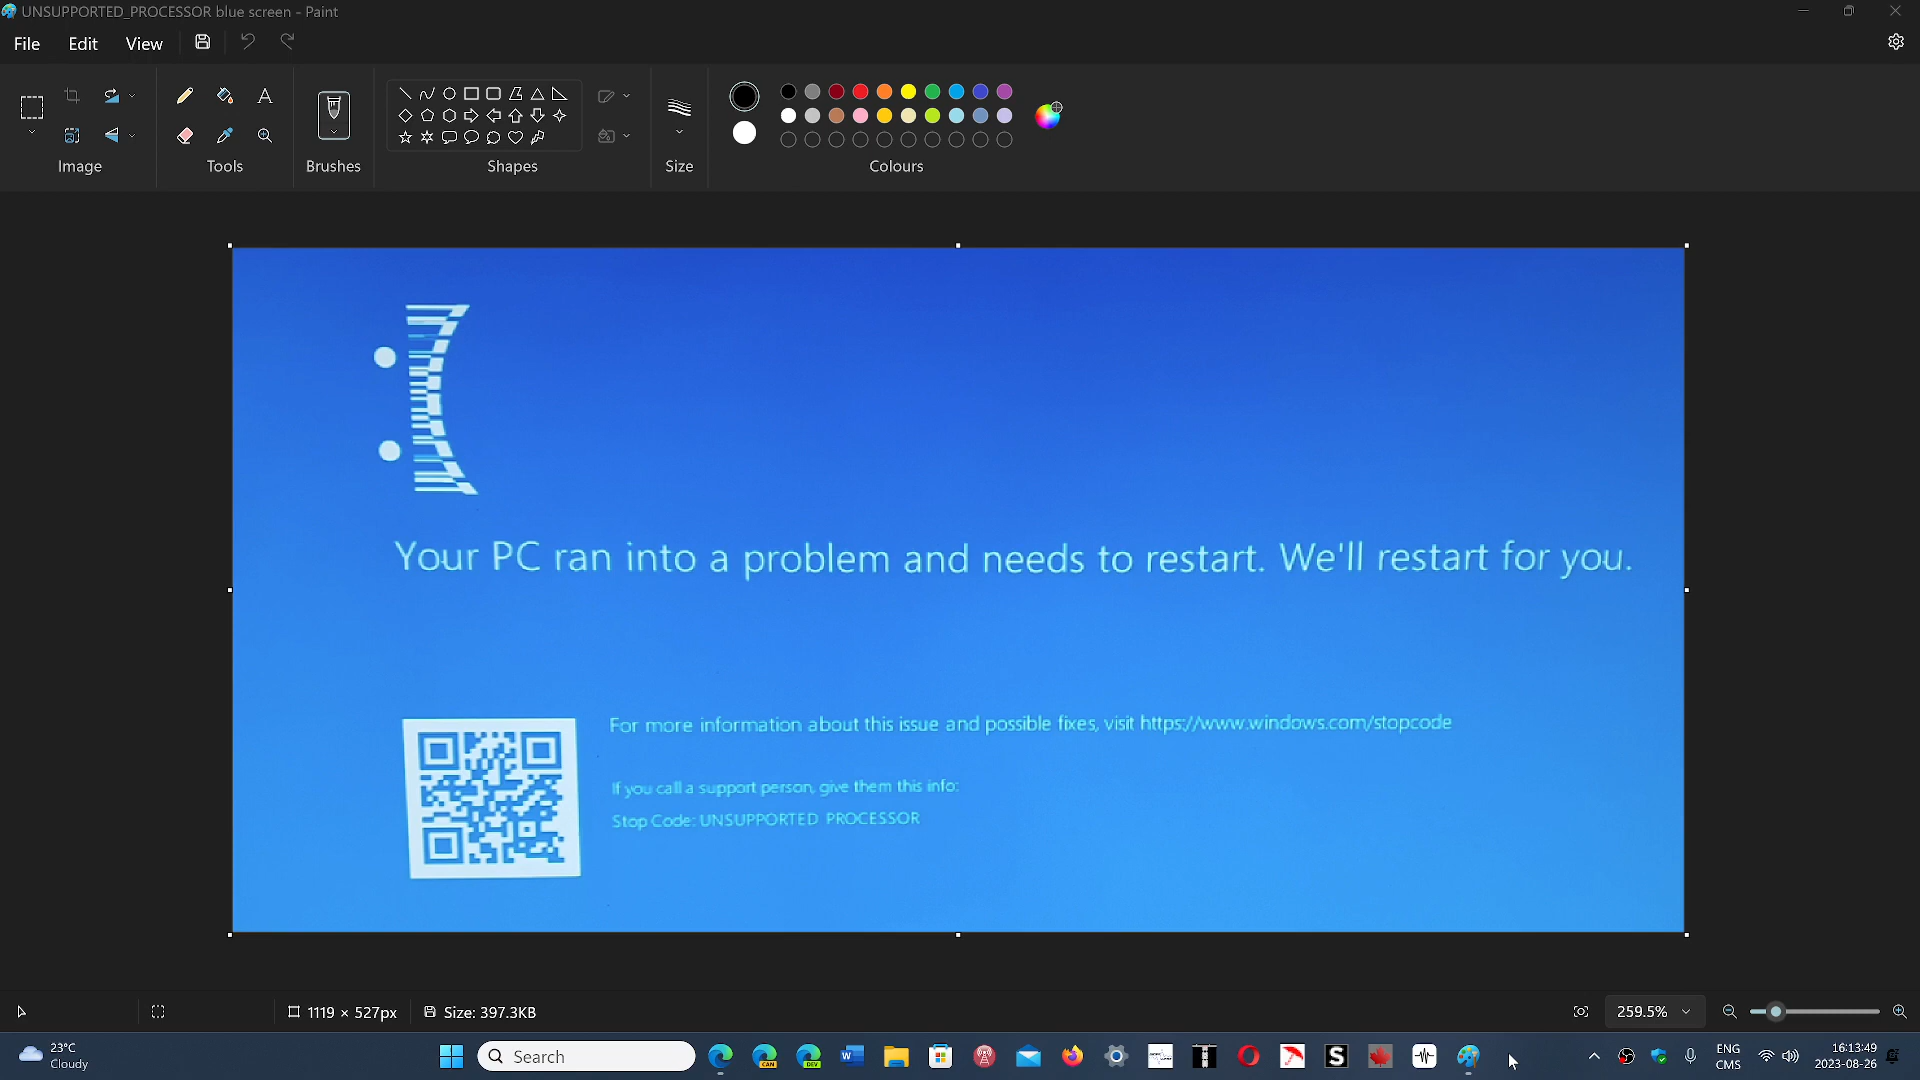 UNSUPPORTED_PROCESSOR blue screen - Paint
File Edit View
Image Tools Brushes Shapes Size Colours
Your PC ran into a problem and needs to restart. We'll restart for you.
For more information about this issue and possible fixes, visit https://www.windows.com/stopcode
If you call a support person, give them this info:
Stop Code: UNSUPPORTED PROCESSOR
1119 × 527px Size: 397.3KB 259.5%
23°C
Cloudy
Search
CAN
DEV
ENG
CMS
16:13:49
2023-08-26